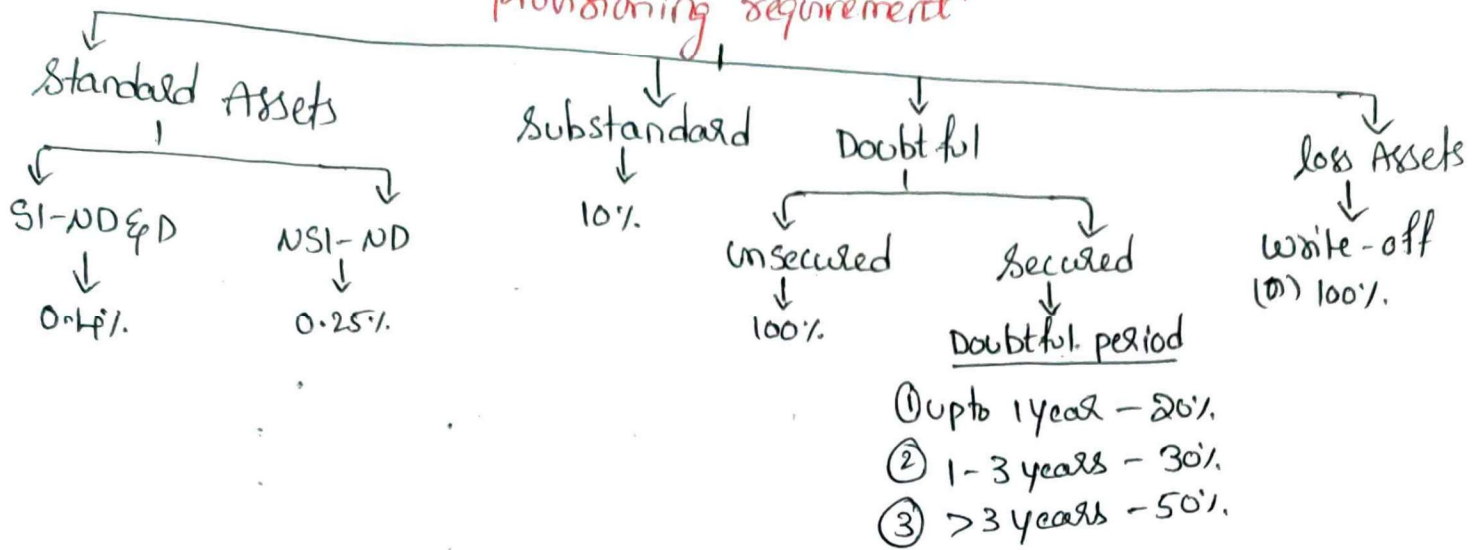 provisioning requirement
Standard Assets
Substandard
Doubtful
loss Assets
SI-ND & D
NSI-ND
10%
unsecured
Secured
write-off
(or) 100%.
0.4%.
0.25%.
100%
Doubtful. period
① upto 1 year - 20%.
② 1-3 years - 30%.
③ >3 years - 50%.